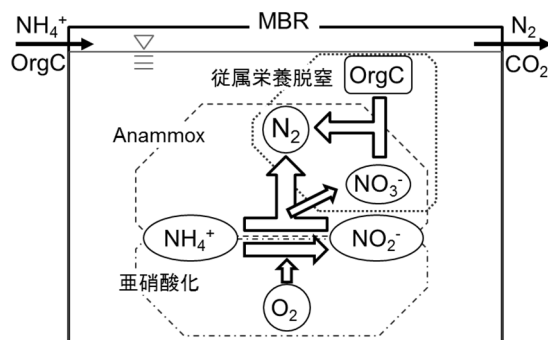 MBR
NH₄⁺
OrgC
N₂
CO₂
従属栄養脱窒
OrgC
Anammox
N₂
NO₃⁻
NH₄⁺
NO₂⁻
亜硝酸化
O₂